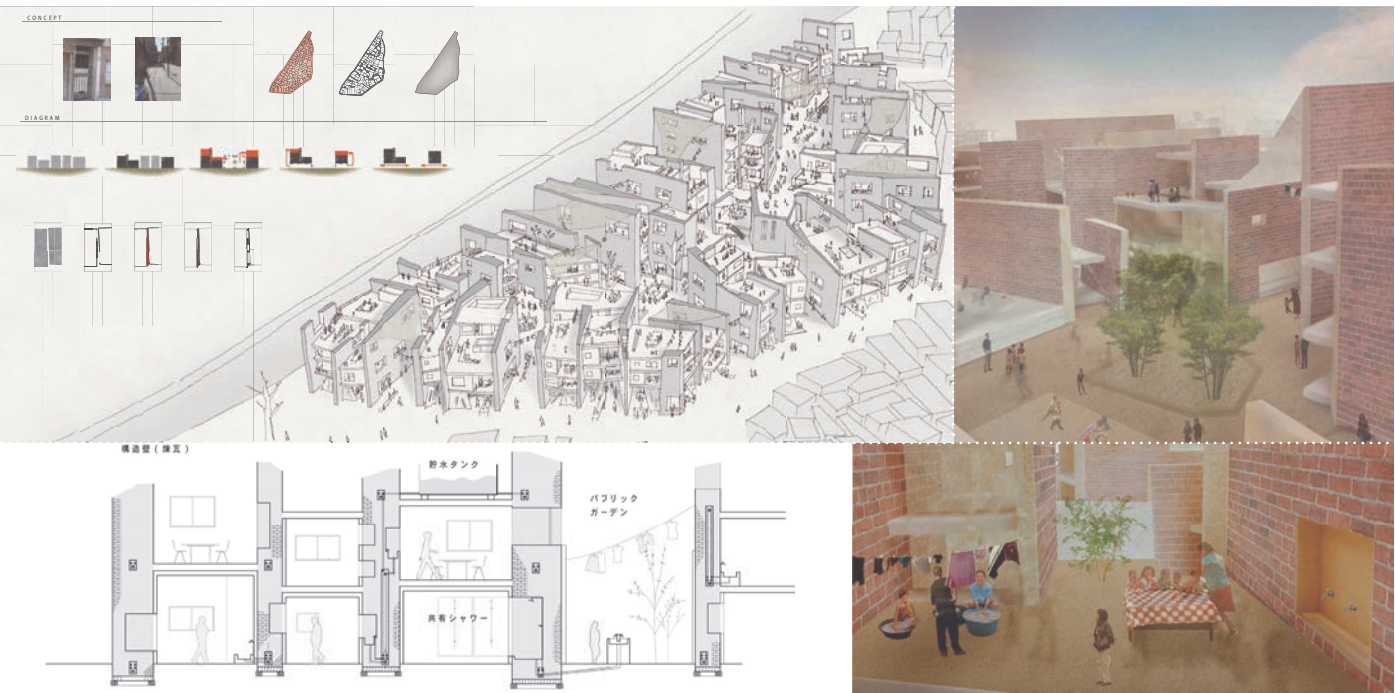 CONCEPT
DIAGRAM
構造壁(煉瓦)
貯水タンク
パブリック
ガーデン
共有シャワー